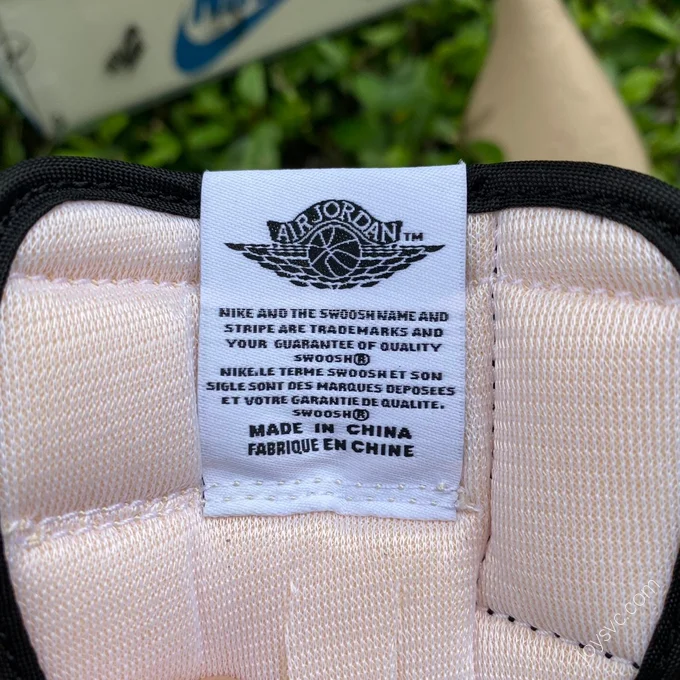 AIR JORDAN TM
NIKE AND THE SWOOSH NAME AND
STRIPE ARE TRADEMARKS AND
YOUR GUARANTEE OF QUALITY
SWOOSH®
NIKE.LE TERME SWOOSH ET SON
SIGLE SONT DES MARQUES DEPOSEES
ET VOTRE GARANTIE DE QUALITE.
SWOOSH®
MADE IN CHINA
FABRIQUE EN CHINE